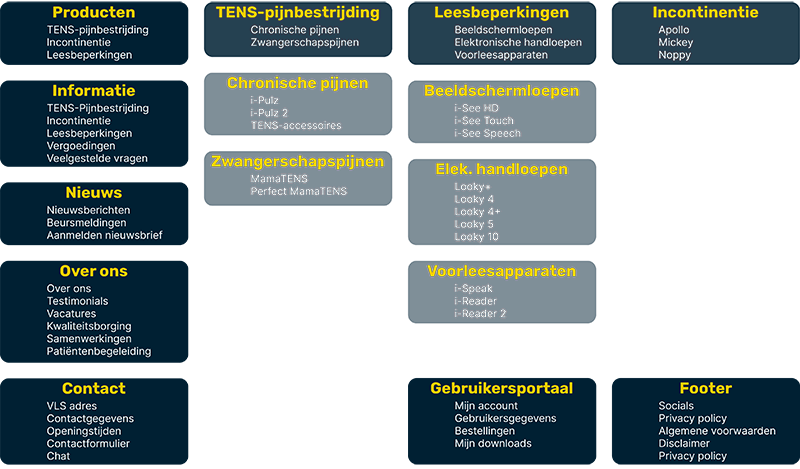 Producten
TENS-pijnbestrijding
Incontinentie
Leesbeperkingen
TENS-pijnbestrijding
Chronische pijnen
Zwangerschapspijnen
Leesbeperkingen
Beeldschermloepen
Elektronische handloepen
Voorleesapparaten
Incontinentie
Apollo
Mickey
Noppy
Informatie
TENS-Pijnbestrijding
Incontinentie
Leesbeperkingen
Vergoedingen
Veelgestelde vragen
Chronische pijnen
i-Pulz
i-Pulz 2
TENS-accessoires
Beeldschermloepen
i-See HD
i-See Touch
i-See Speech
Zwangerschapspijnen
MamaTENS
Perfect MamaTENS
Elek. handloepen
Looky+
Looky 4
Looky 4+
Looky 5
Looky 10
Nieuws
Nieuwsberichten
Beursmeldingen
Aanmelden nieuwsbrief
Over ons
Over ons
Testimonials
Vacatures
Kwaliteitsborging
Samenwerkingen
Patiëntenbegeleiding
Voorleesapparaten
i-Speak
i-Reader
i-Reader 2
Contact
VLS adres
Contactgegevens
Openingstijden
Contactformulier
Chat
Gebruikersportaal
Mijn account
Gebruikersgegevens
Bestellingen
Mijn downloads
Footer
Socials
Privacy policy
Algemene voorwaarden
Disclaimer
Privacy policy